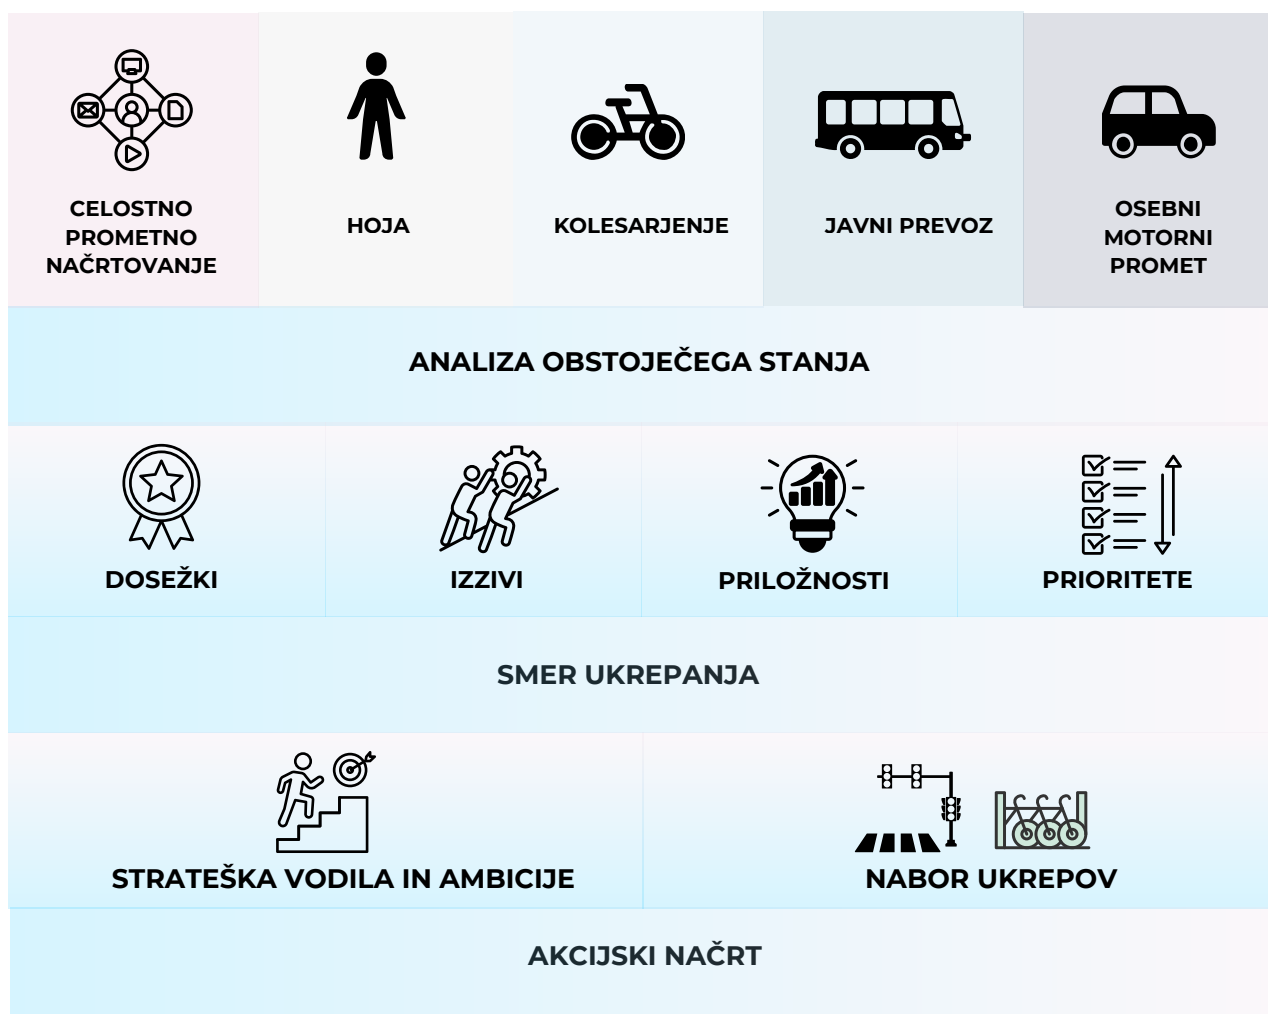 CELOSTNO
PROMETNO
NAČRTOVANJE
HOJA
KOLESARJENJE
JAVNI PREVOZ
OSEBNI
MOTORNI
PROMET
ANALIZA OBSTOJEČEGA STANJA
DOSEŽKI
IZZIVI
PRILOŽNOSTI
PRIORITETE
SMER UKREPANJA
STRATEŠKA VODILA IN AMBICIJE
NABOR UKREPOV
AKCIJSKI NAČRT